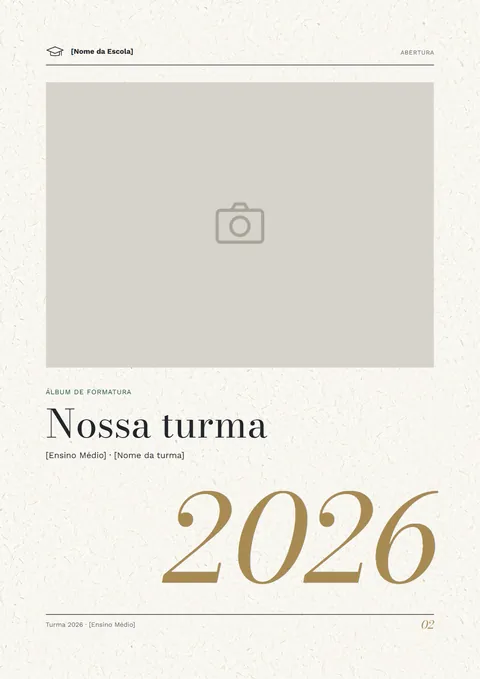 [Nome da Escola]
ABERTURA
ÁLBUM DE FORMATURA
Nossa turma
[Ensino Médio] · [Nome da turma]
2026
Turma 2026 · [Ensino Médio]
02